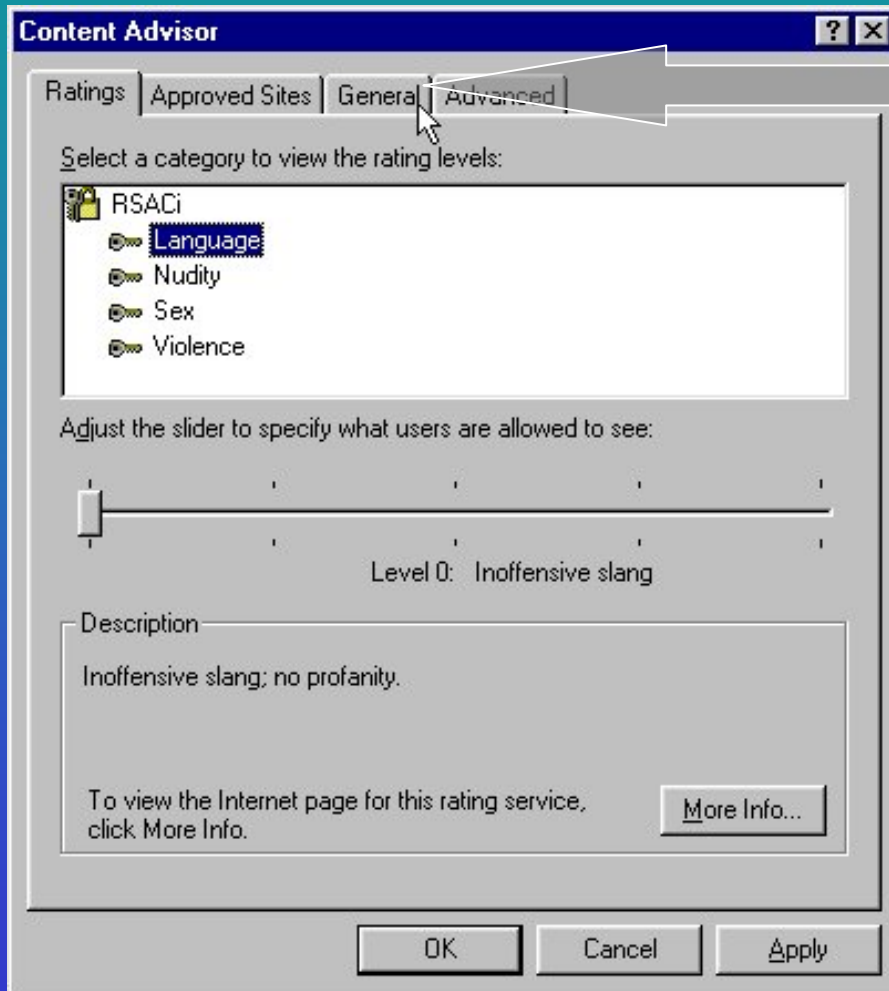 Content Advisor
Ratings Approved Sites General Advanced
Select a category to view the rating levels:
RSACi
Language
Nudity
Sex
Violence
Adjust the slider to specify what users are allowed to see:
Level 0: Inoffensive slang
Description
Inoffensive slang; no profanity.
To view the Internet page for this rating service,
click More Info.
More Info...
OK Cancel Apply